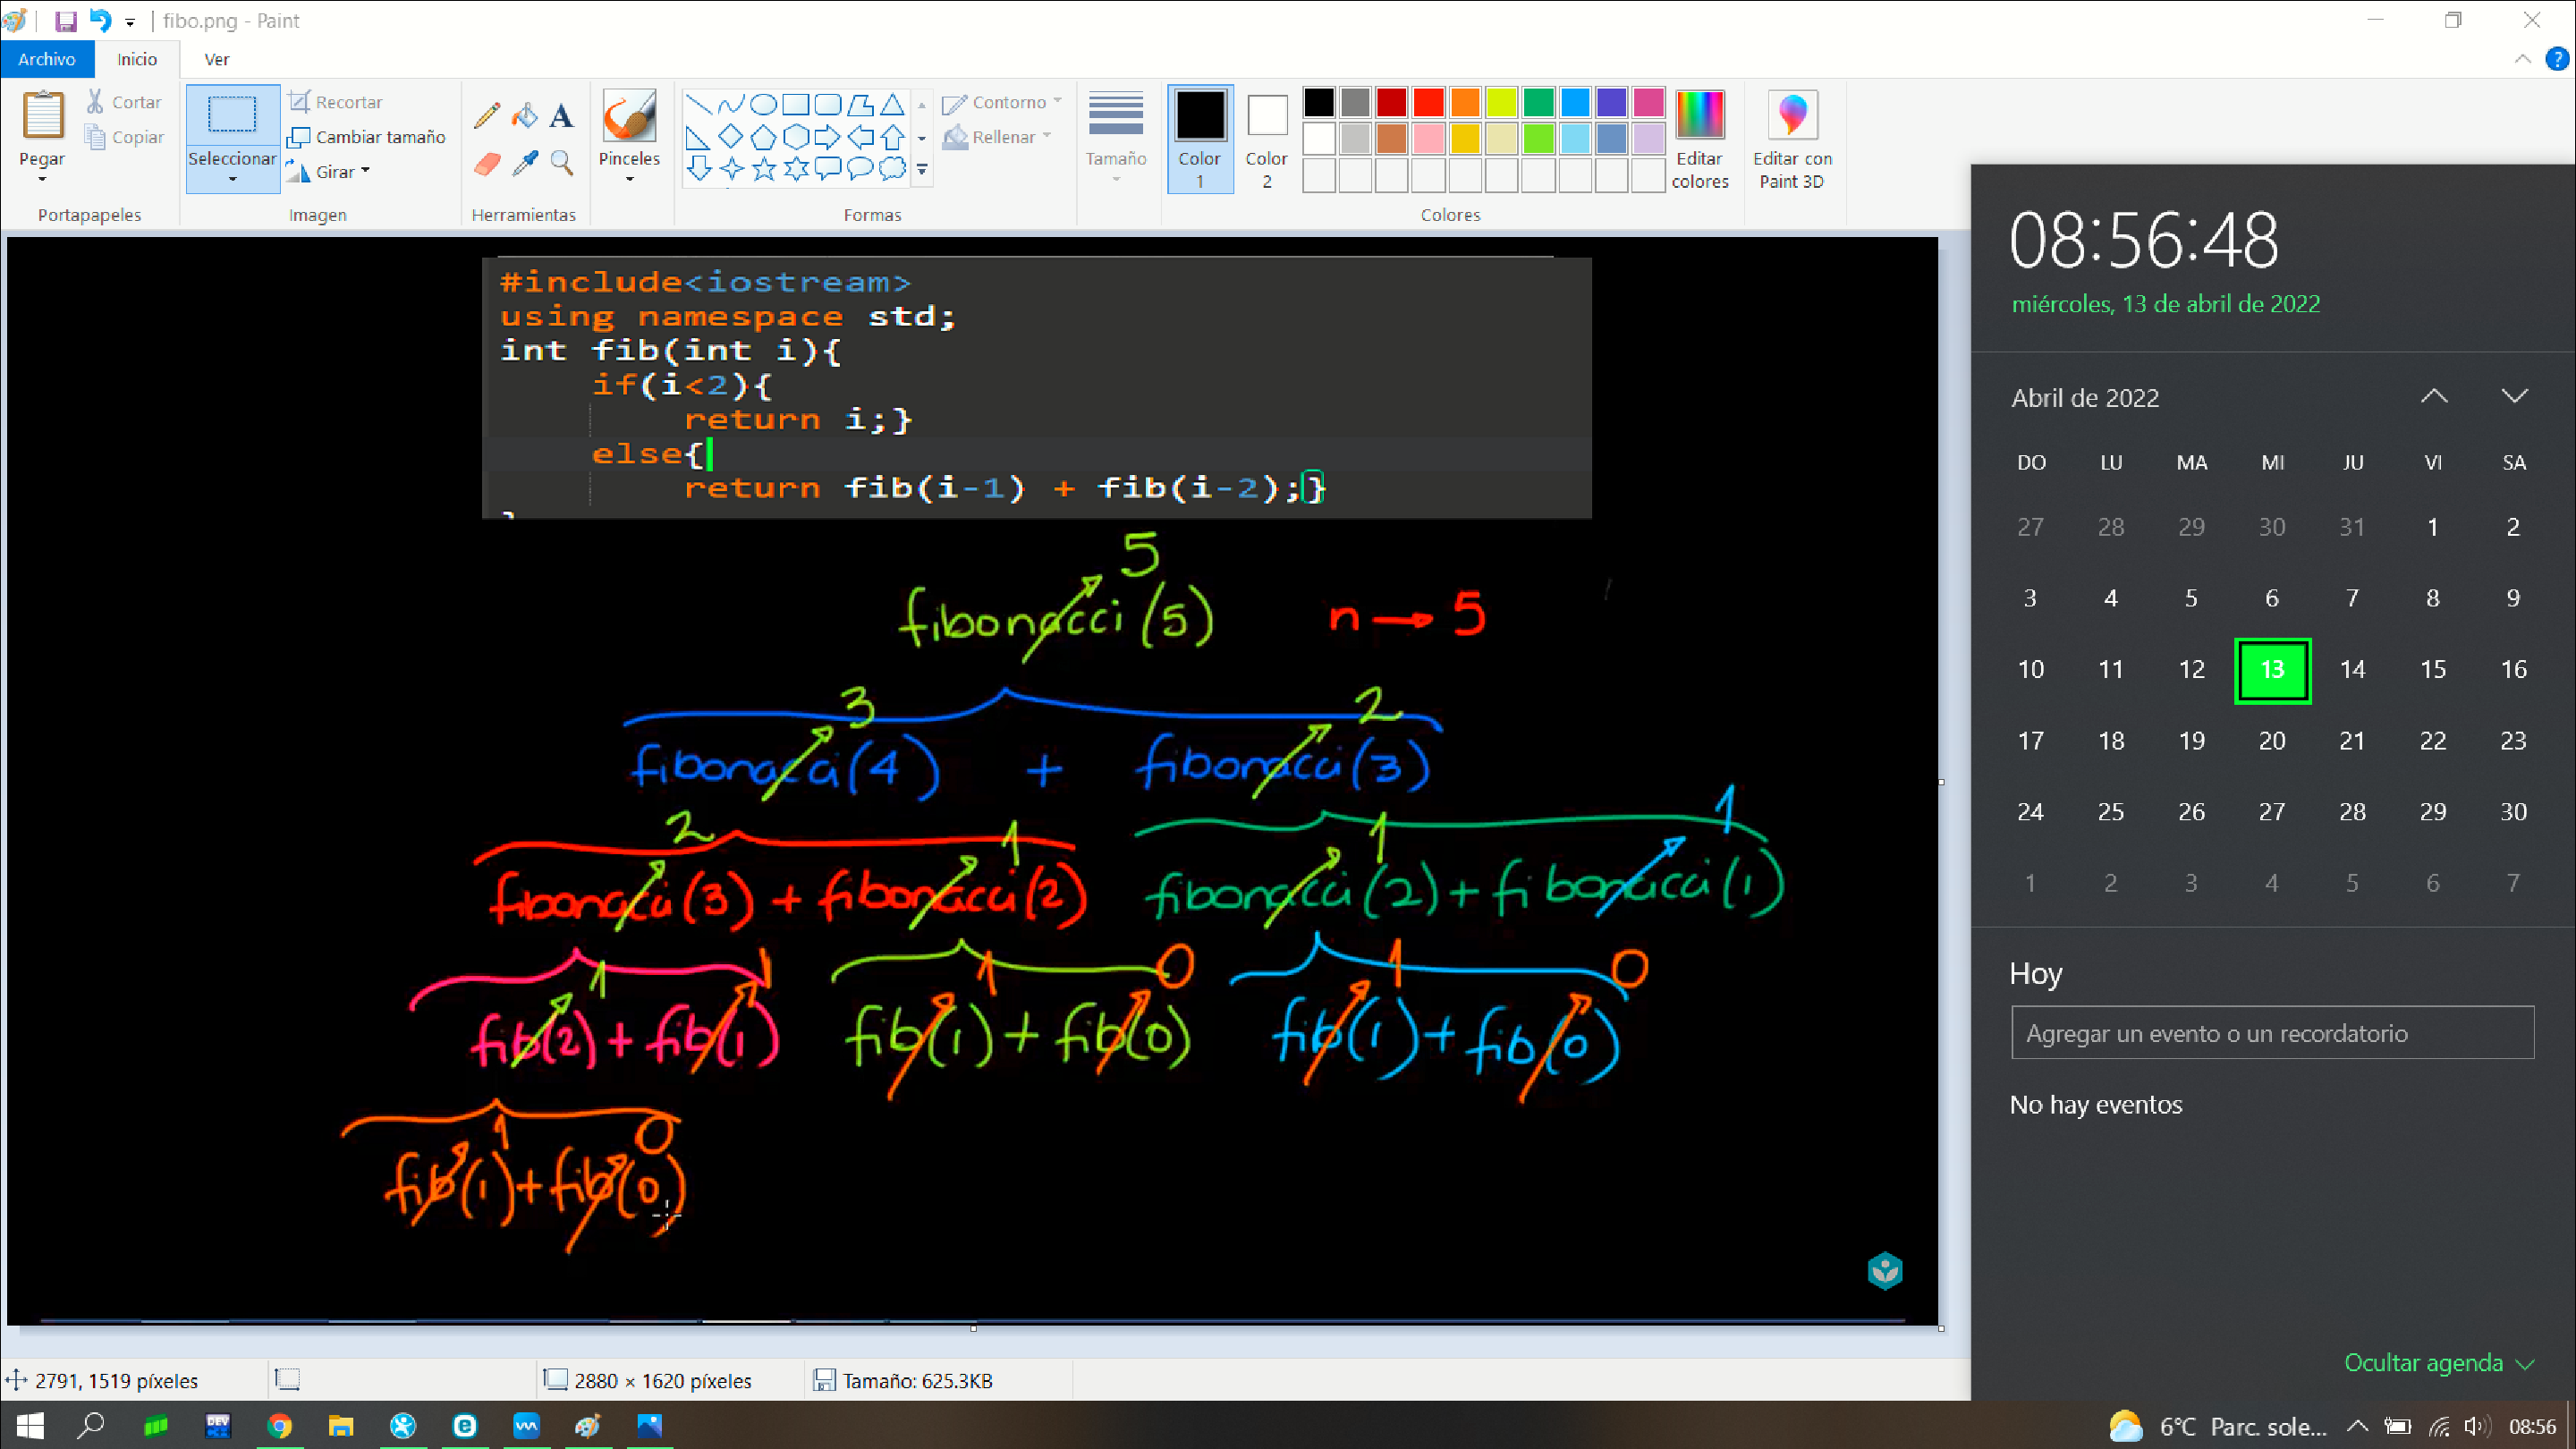 fibo.png - Paint
Archivo Inicio Ver
Pegar
Cortar
Copiar
Portapapeles
Seleccionar
Recortar
Cambiar tamaño
Girar
Imagen
A
Herramientas
Pinceles
Formas
Contorno
Rellenar
Tamaño
Color 1
Color 2
Colores
Editar colores
Editar con Paint 3D
#include<iostream>
using namespace std;
int fib(int i){
if(i<2){
return i;}
else{
return fib(i-1) + fib(i-2);}
}
5
fibonacci (5) n → 5
3 2
fibonacci(4) + fibonacci(3)
2 1 1 1
fibonacci(3) + fibonacci(2) fibonacci(2) + fibonacci(1)
1 1 1 0 1 0
fib(2) + fib(1) fib(1) + fib(0) fib(1) + fib(0)
1 0
fib(1) + fib(0)
08:56:48
miércoles, 13 de abril de 2022
Abril de 2022
DO LU MA MI JU VI SA
27 28 29 30 31 1 2
3 4 5 6 7 8 9
10 11 12 13 14 15 16
17 18 19 20 21 22 23
24 25 26 27 28 29 30
1 2 3 4 5 6 7
Hoy
Agregar un evento o un recordatorio
No hay eventos
Ocultar agenda
2791, 1519 píxeles 2880 × 1620 píxeles Tamaño: 625.3KB
DEV
6°C Parc. sole... 08:56